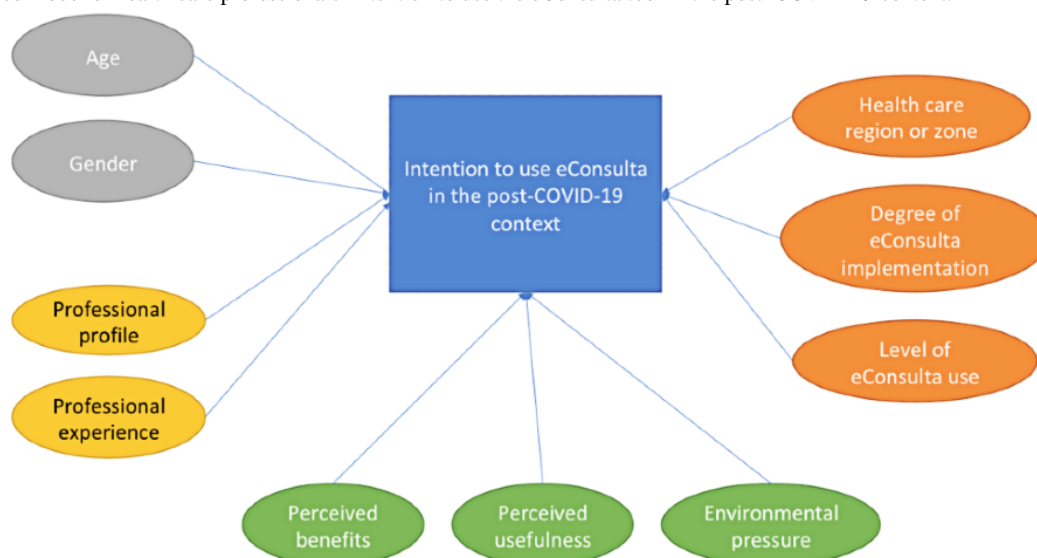 Age
Gender
Professional
profile
Professional
experience
Intention to use eConsulta
in the post-COVID-19
context
Health care
region or zone
Degree of
eConsulta
implementation
Level of
eConsulta use
Perceived
benefits
Perceived
usefulness
Environmental
pressure